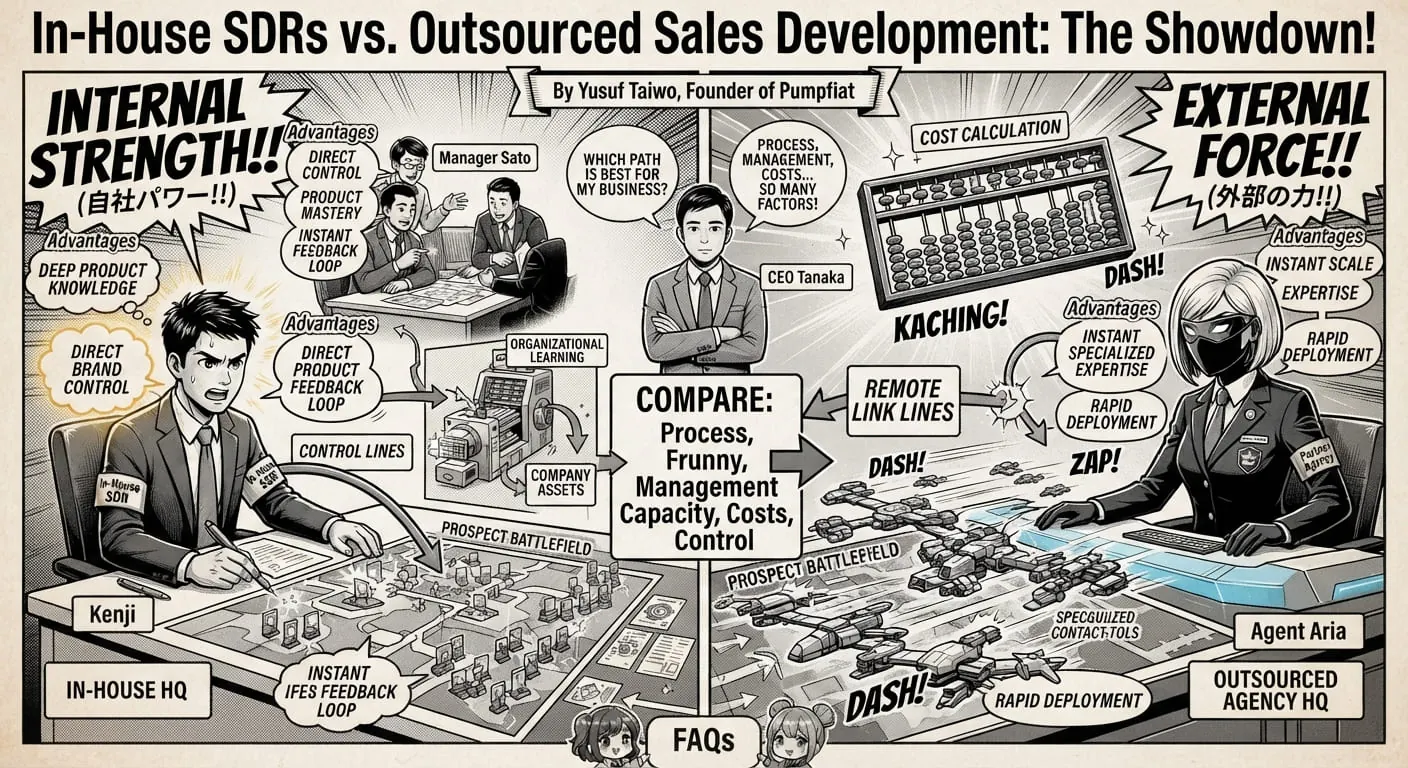 In-House SDRs vs. Outsourced Sales Development: The Showdown!
By Yusuf Taiwo, Founder of Pumpfiat
INTERNAL
STRENGTH!!
(自社パワー!!)
Advantages
DEEP PRODUCT
KNOWLEDGE
DIRECT
BRAND
CONTROL
Advantages
DIRECT
CONTROL
PRODUCT
MASTERY
INSTANT
FEEDBACK
LOOP
Manager Sato
Advantages
DIRECT
PRODUCT
FEEDBACK
LOOP
ORGANIZATIONAL
LEARNING
CONTROL LINES
COMPANY
ASSETS
In-House
SDR
SDR
PROSPECT BATTLEFIELD
Kenji
IN-HOUSE HQ
INSTANT
IFES FEEDBACK
LOOP
WHICH PATH
IS BEST FOR
MY BUSINESS?
PROCESS,
MANAGEMENT,
COSTS...
SO MANY
FACTORS!
CEO Tanaka
COMPARE:
Process,
Frunny,
Management
Capacity, Costs,
Control
COST CALCULATION
KACHING!
DASH!
EXTERNAL
FORCE!!
(外部の力!!)
Advantages
INSTANT SCALE
EXPERTISE
RAPID
DEPLOYMENT
Advantages
INSTANT
SPECIALIZED
EXPERTISE
RAPID
DEPLOYMENT
REMOTE
LINK LINES
DASH!
ZAP!
PROSPECT BATTLEFIELD
SPECGUIIZED
CONTACT-TOLS
DASH!
RAPID DEPLOYMENT
Agent Aria
OUTSOURCED
AGENCY HQ
FAQs